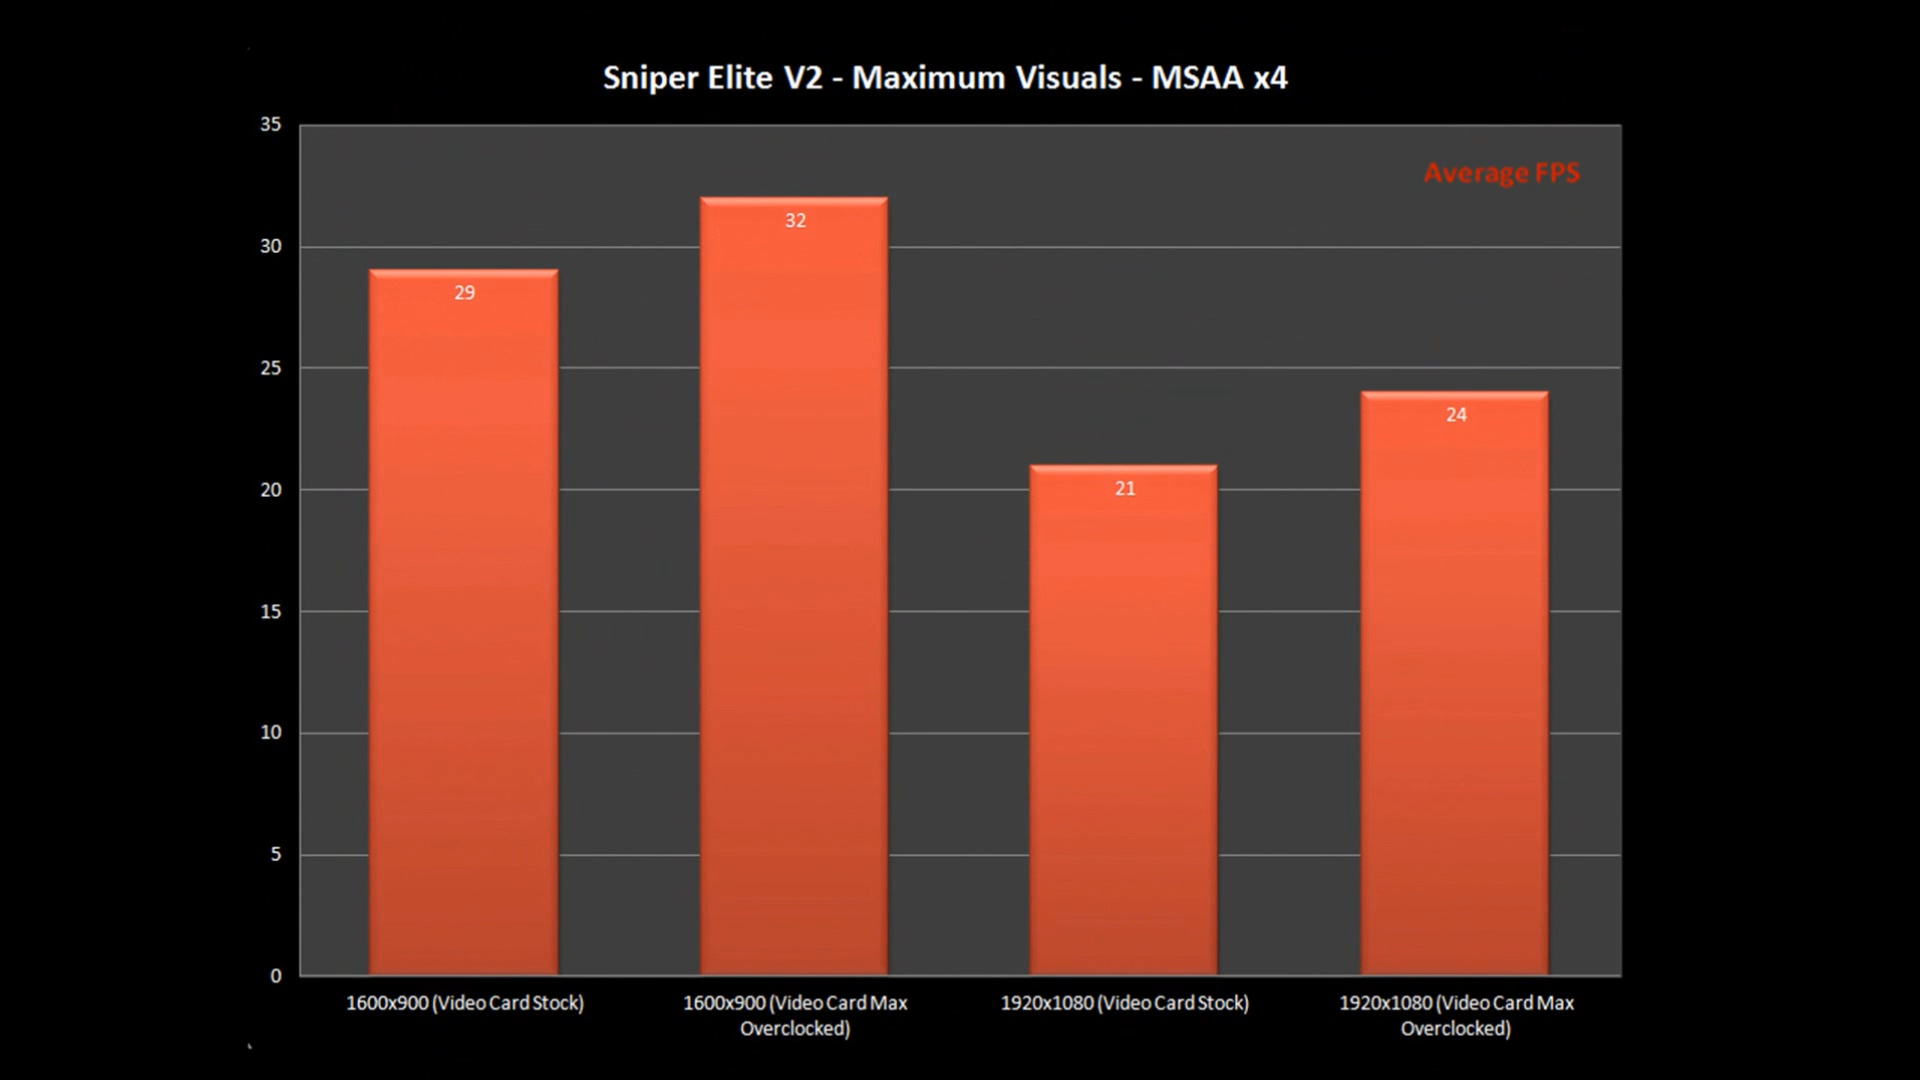 Sniper Elite V2 - Maximum Visuals - MSAA x4
35
Average FPS
32
30
29
25
24
21
20
15
10
5
0
1600x900 (Video Card Stock)
1600x900 (Video Card Max
Overclocked)
1920x1080 (Video Card Stock)
1920x1080 (Video Card Max
Overclocked)